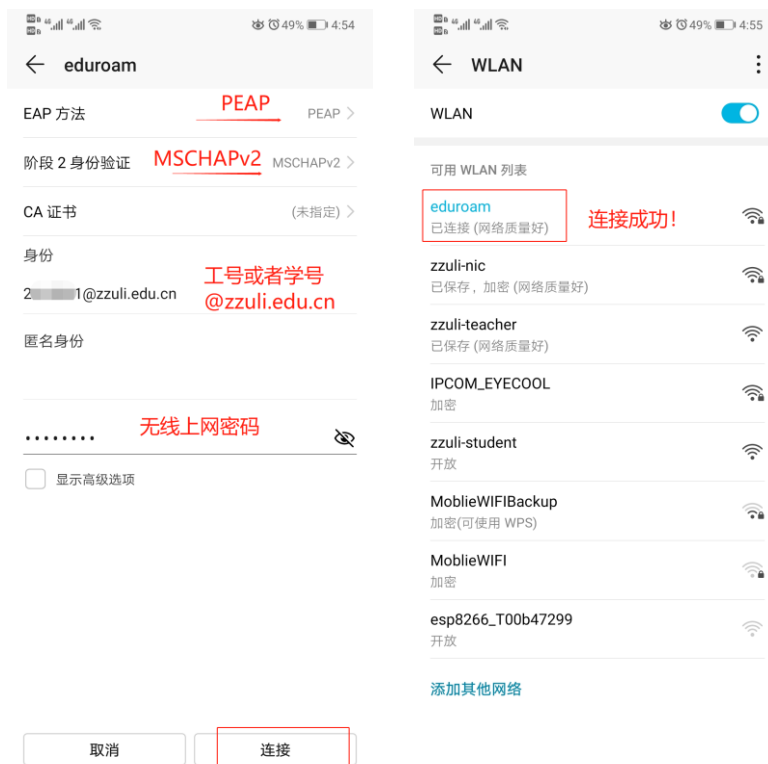 49% 4:54
eduroam
EAP 方法
PEAP
PEAP
阶段 2 身份验证
MSCHAPv2
MSCHAPv2
CA 证书
(未指定)
身份
1@zzuli.edu.cn
工号或者学号
@zzuli.edu.cn
匿名身份
无线上网密码
显示高级选项
取消
连接
49% 4:55
WLAN
WLAN
可用 WLAN 列表
eduroam
已连接 (网络质量好)
连接成功!
zzuli-nic
已保存，加密 (网络质量好)
zzuli-teacher
已保存 (网络质量好)
IPCOM_EYECOOL
加密
zzuli-student
开放
MoblieWIFIBackup
加密(可使用 WPS)
MoblieWIFI
加密
esp8266_T00b47299
开放
添加其他网络